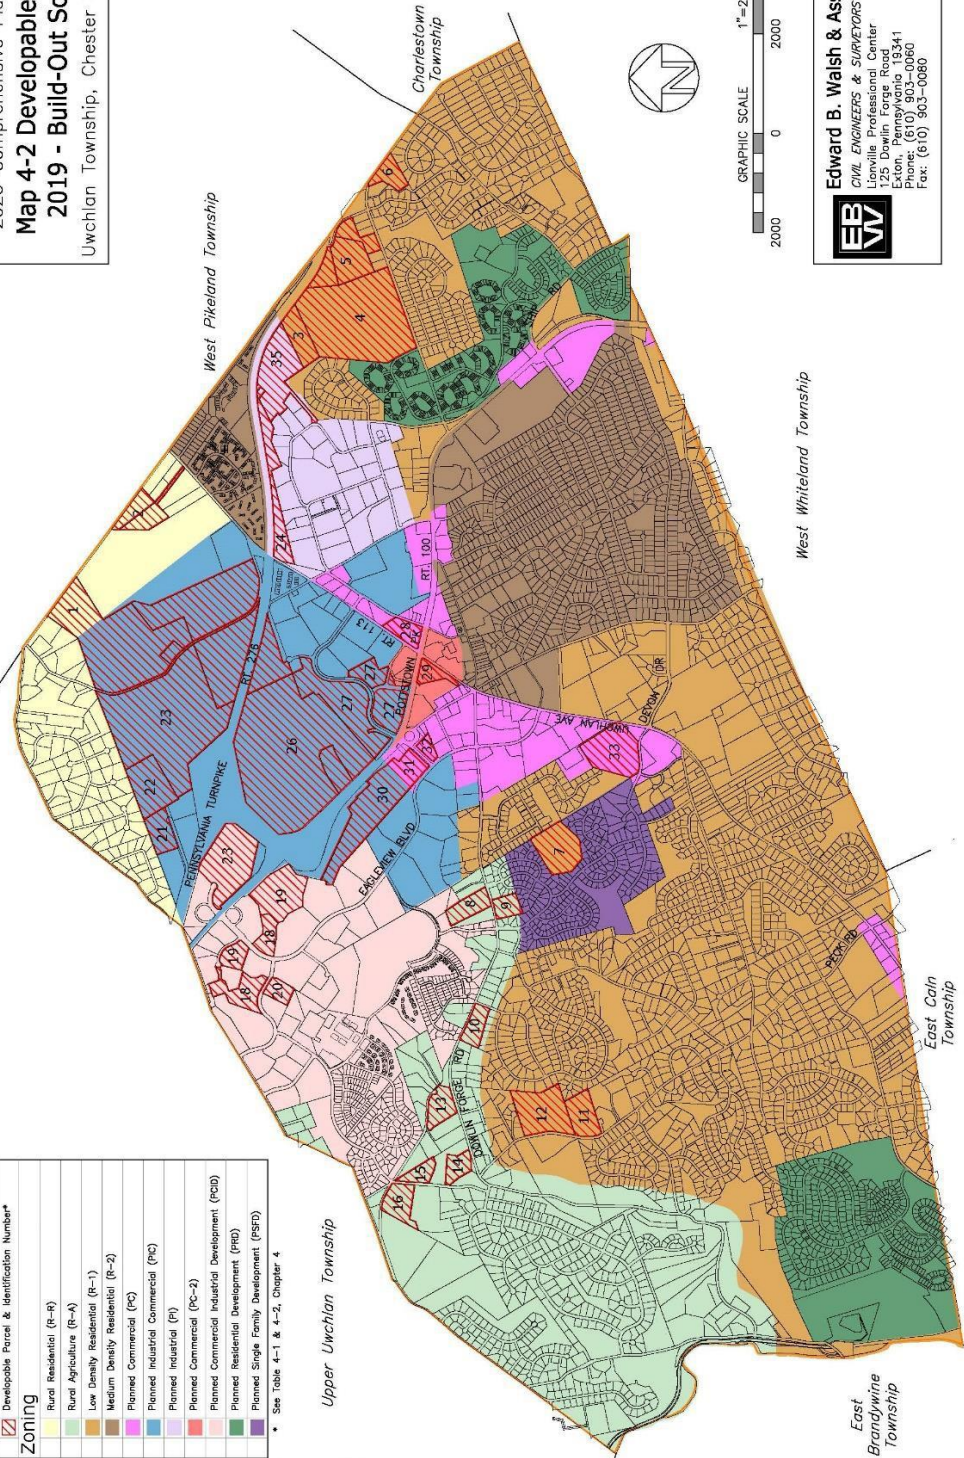 Map 4-2 Developable
2019 - Build-Out Sc
Uwchlan Township, Chester
Developable Parcel & Identification Number*
Zoning
Rural Residential (R-R)
Rural Agriculture (R-A)
Low Density Residential (R-1)
Medium Density Residential (R-2)
Planned Commercial (PC)
Planned Industrial Commercial (PIC)
Planned Industrial (PI)
Planned Commercial (PC-2)
Planned Commercial Industrial Development (PCID)
Planned Residential Development (PRD)
Planned Single Family Development (PSFD)
* See Table 4-1 & 4-2, Chapter 4
Upper Uwchlan Township
West Pikeland Township
Charlestown
Township
West Whiteland Township
East Caln
Township
East
Brandywine
Township
PENNSYLVANIA TURNPIKE
RT. 276
RT. 113
RT. 100
POTTSTOWN
PK
EAGLEVIEW BLVD
UWCHLAN AVE
DEVON DR
DOWLIN FORGE RD
PECK RD
RD
1
2
3
4
5
6
7
8
9
10
11
12
13
14
15
16
18
18
19
19
20
21
22
23
23
24
26
27
27
27
28
29
30
31
32
33
35
N
GRAPHIC SCALE
1"=2
2000
0
2000
EB
W
Edward B. Walsh & Ass
CIVIL ENGINEERS & SURVEYORS
Lionville Professional Center
125 Dowlin Forge Road
Exton, Pennsylvania 19341
Phone: (610) 903-0060
Fax: (610) 903-0080